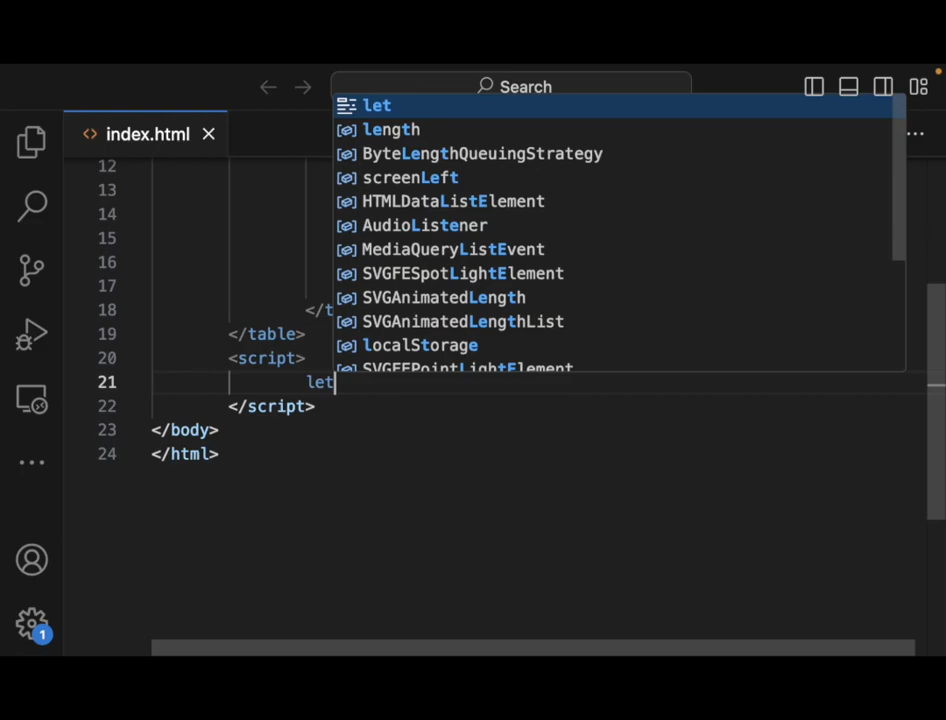 Search
index.html
...
let
length
ByteLengthQueuingStrategy
screenLeft
HTMLDataListElement
AudioListener
MediaQueryListEvent
SVGFESpotLightElement
SVGAnimatedLength
SVGAnimatedLengthList
localStorage
SVGFEPointLightElement
12
13
14
15
16
17
18 </t
19 </table>
20 <script>
21 let
22 </script>
23 </body>
24 </html>
1